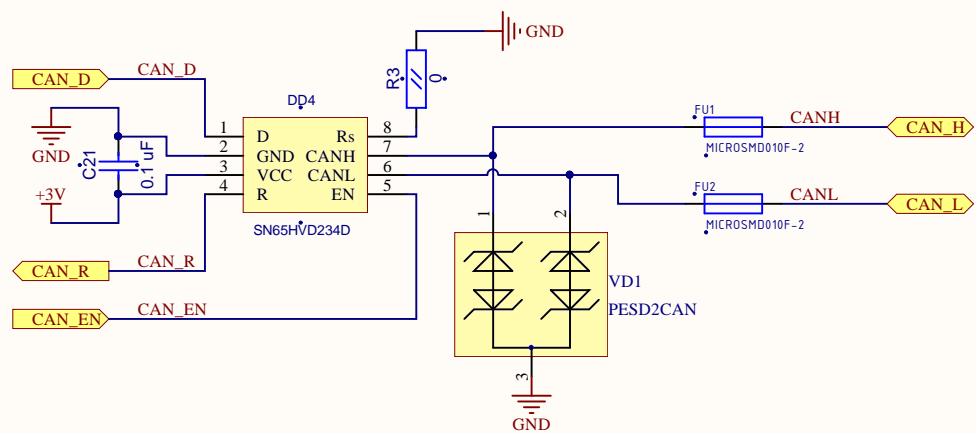 GND
CAN_D
CAN_D
R3
0
DD4
FU1
CANH
CAN_H
MICROSMD010F-2
1
D
Rs
8
2
GND
CANH
7
3
VCC
CANL
6
4
R
EN
5
GND
C21
0.1 uF
+3V
SN65HVD234D
FU2
CANL
CAN_L
MICROSMD010F-2
1
2
CAN_R
CAN_R
CAN_EN
CAN_EN
VD1
PESD2CAN
3
GND